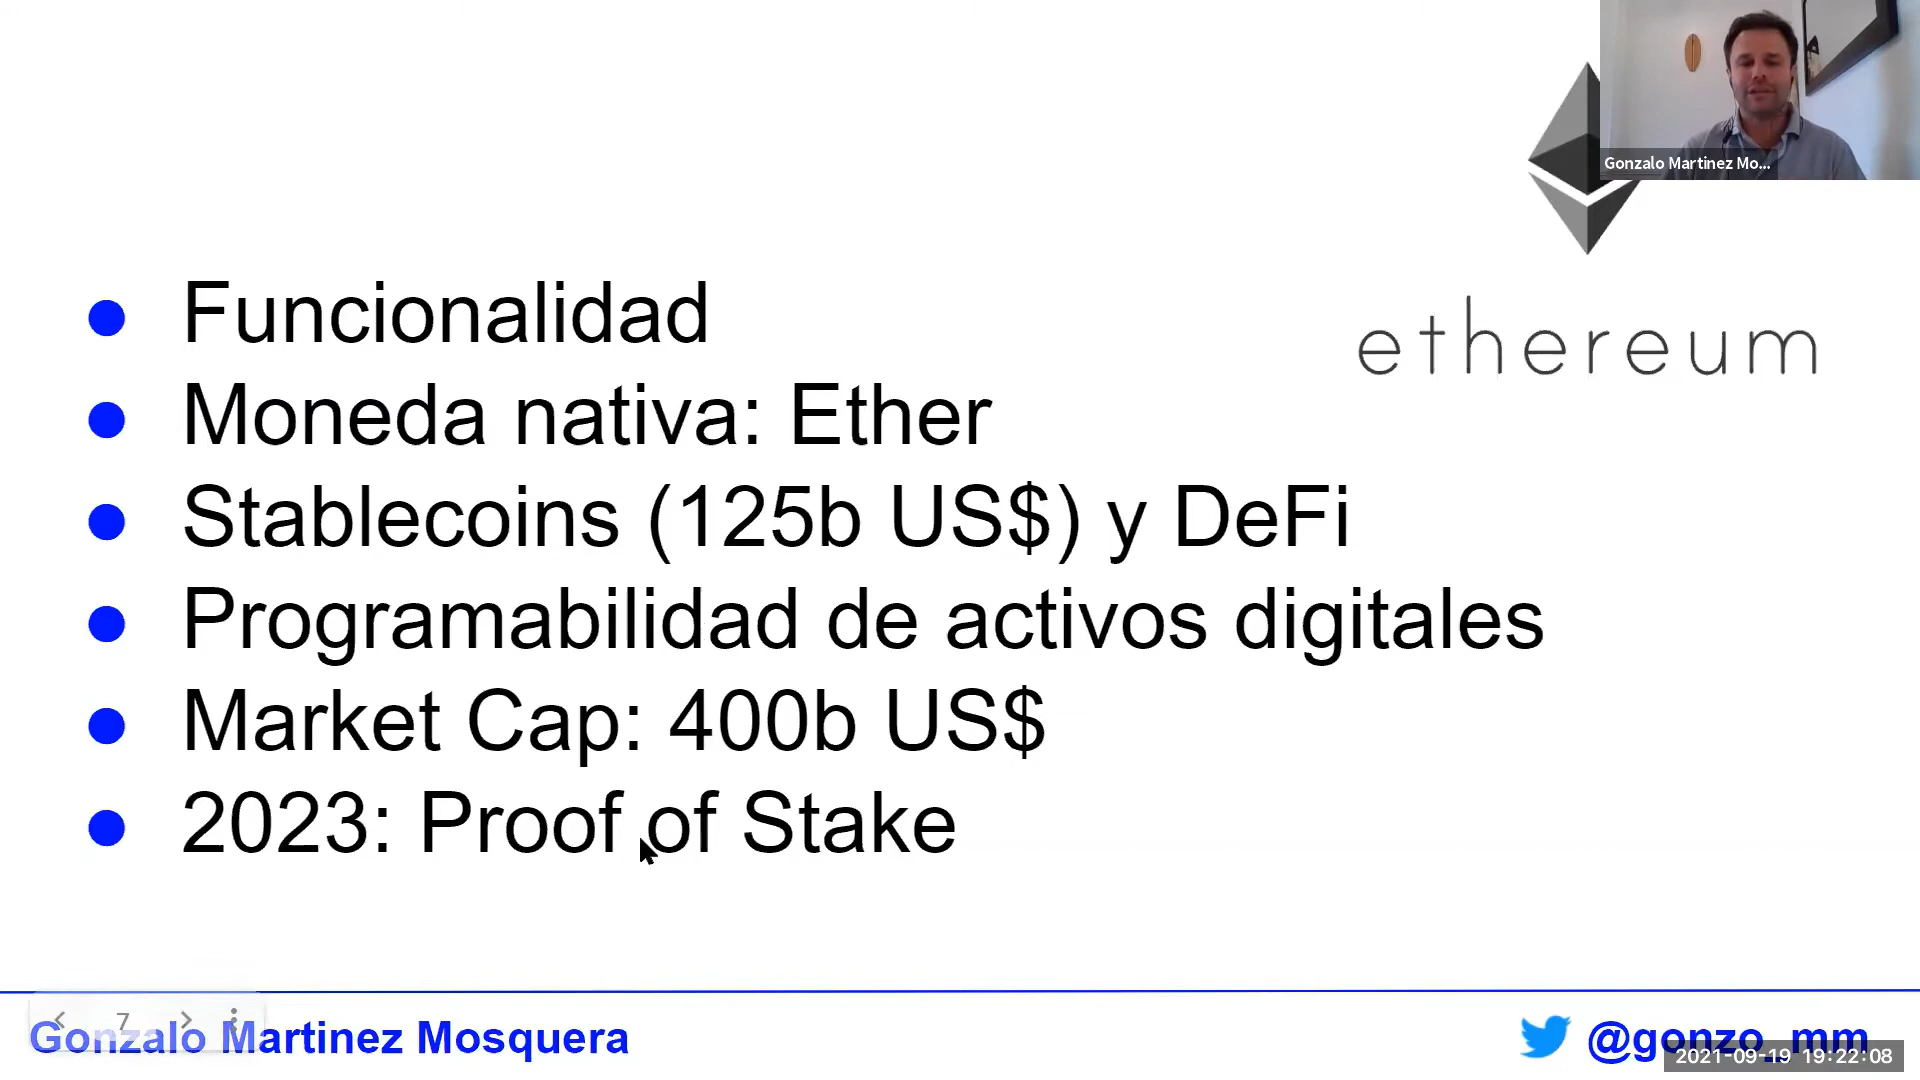 Gonzalo Martinez Mo...
ethereum
Funcionalidad
Moneda nativa: Ether
Stablecoins (125b US$) y DeFi
Programabilidad de activos digitales
Market Cap: 400b US$
2023: Proof of Stake
7
Gonzalo Martinez Mosquera
@gonzo_mm
2021-09-19 19:22:08